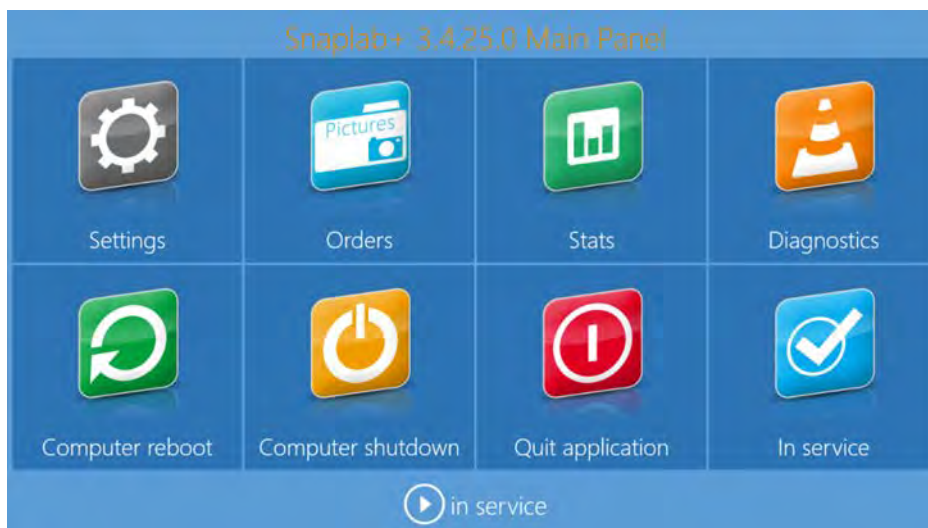 Snaplab+ 3.4.25.0 Main Panel
Pictures
Settings Orders Stats Diagnostics
Computer reboot Computer shutdown Quit application In service
in service